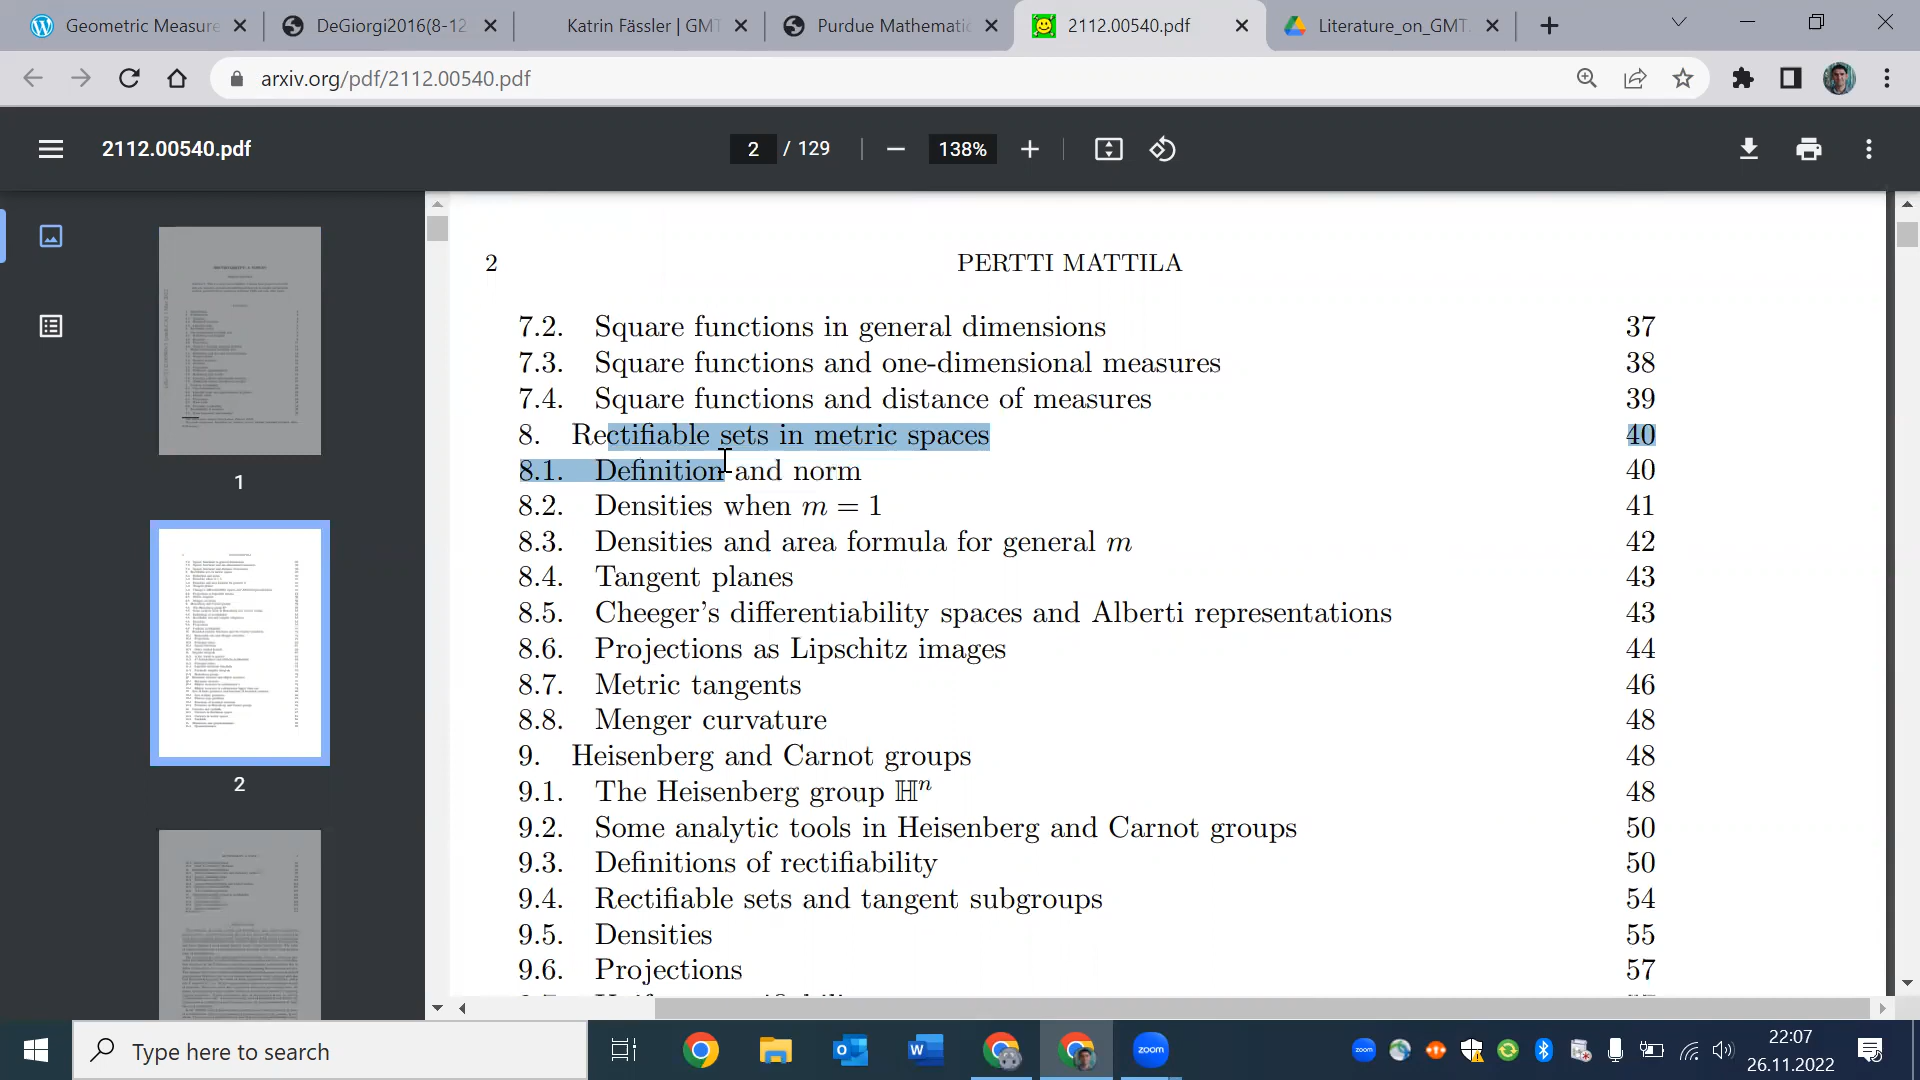 Geometric Measure
DeGiorgi2016(8-12
Katrin Fässler | GMT
Purdue Mathematic
2112.00540.pdf
Literature_on_GMT.
arxiv.org/pdf/2112.00540.pdf
2112.00540.pdf
2 / 129
138%
2 PERTTI MATTILA
7.2. Square functions in general dimensions 37
7.3. Square functions and one-dimensional measures 38
7.4. Square functions and distance of measures 39
8. Rectifiable sets in metric spaces 40
8.1. Definition and norm 40
8.2. Densities when m = 1 41
8.3. Densities and area formula for general m 42
8.4. Tangent planes 43
8.5. Cheeger's differentiability spaces and Alberti representations 43
8.6. Projections as Lipschitz images 44
8.7. Metric tangents 46
8.8. Menger curvature 48
9. Heisenberg and Carnot groups 48
9.1. The Heisenberg group ℍⁿ 48
9.2. Some analytic tools in Heisenberg and Carnot groups 50
9.3. Definitions of rectifiability 50
9.4. Rectifiable sets and tangent subgroups 54
9.5. Densities 55
9.6. Projections 57
1
2
Type here to search
zoom
zoom
22:07
26.11.2022